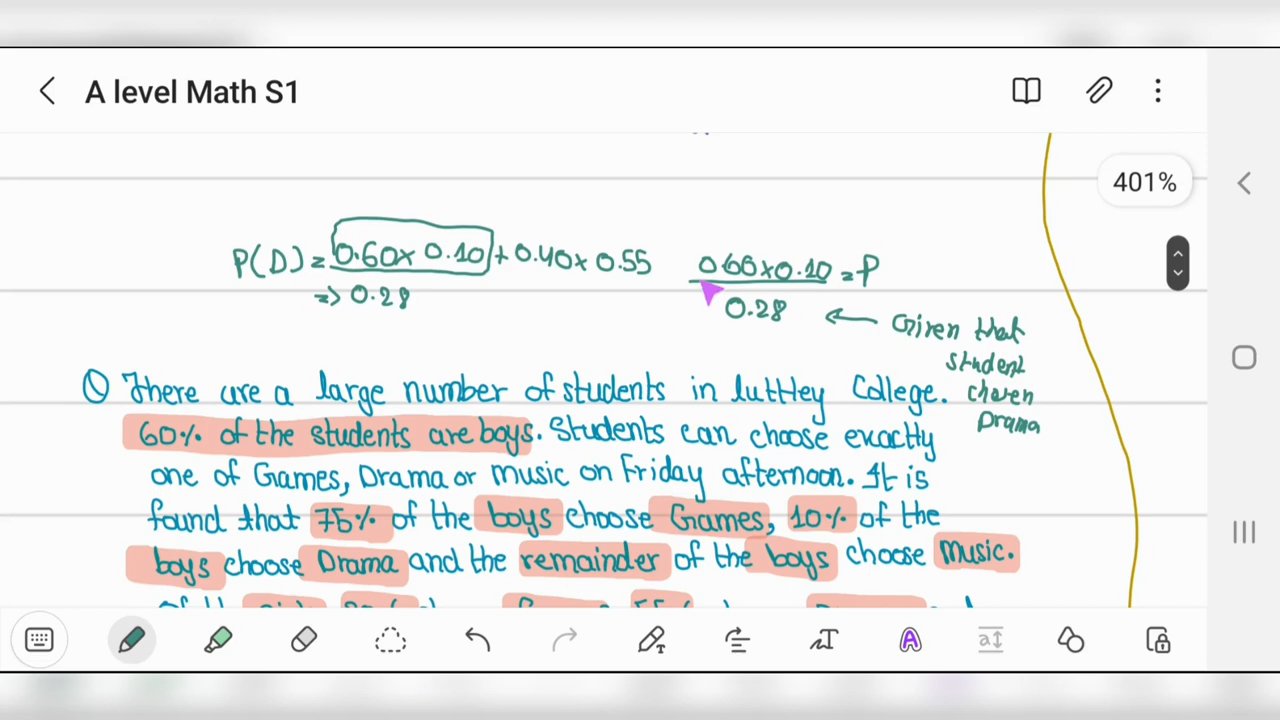 A level Math S1
401%
P(D) = 0.60 x 0.10 + 0.40 x 0.55
=> 0.28
0.60 x 0.10 = P
0.28
← Given that
student
chosen
Drama
Q There are a large number of students in Luttley College.
60% of the students are boys. Students can choose exactly
one of Games, Drama or music on Friday afternoon. It is
found that 75% of the boys choose Games, 10% of the
boys choose Drama and the remainder of the boys choose Music.